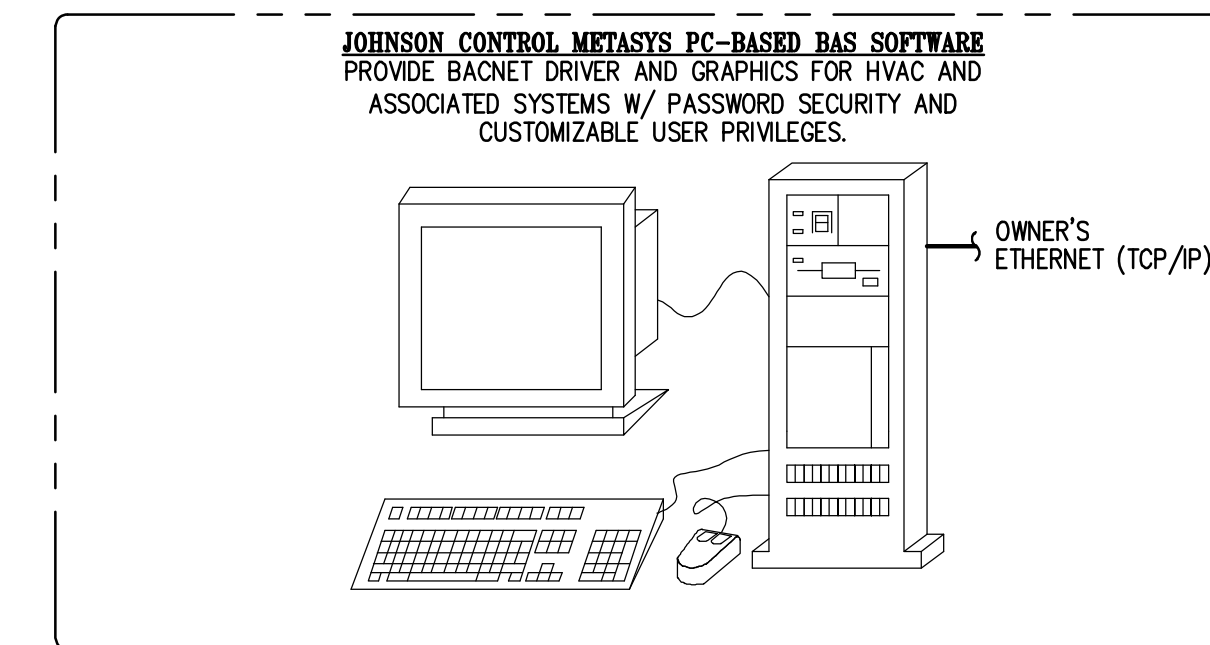 JOHNSON CONTROL METASYS PC-BASED BAS SOFTWARE
PROVIDE BACNET DRIVER AND GRAPHICS FOR HVAC AND
ASSOCIATED SYSTEMS W/ PASSWORD SECURITY AND
CUSTOMIZABLE USER PRIVILEGES.
OWNER'S
ETHERNET (TCP/IP)